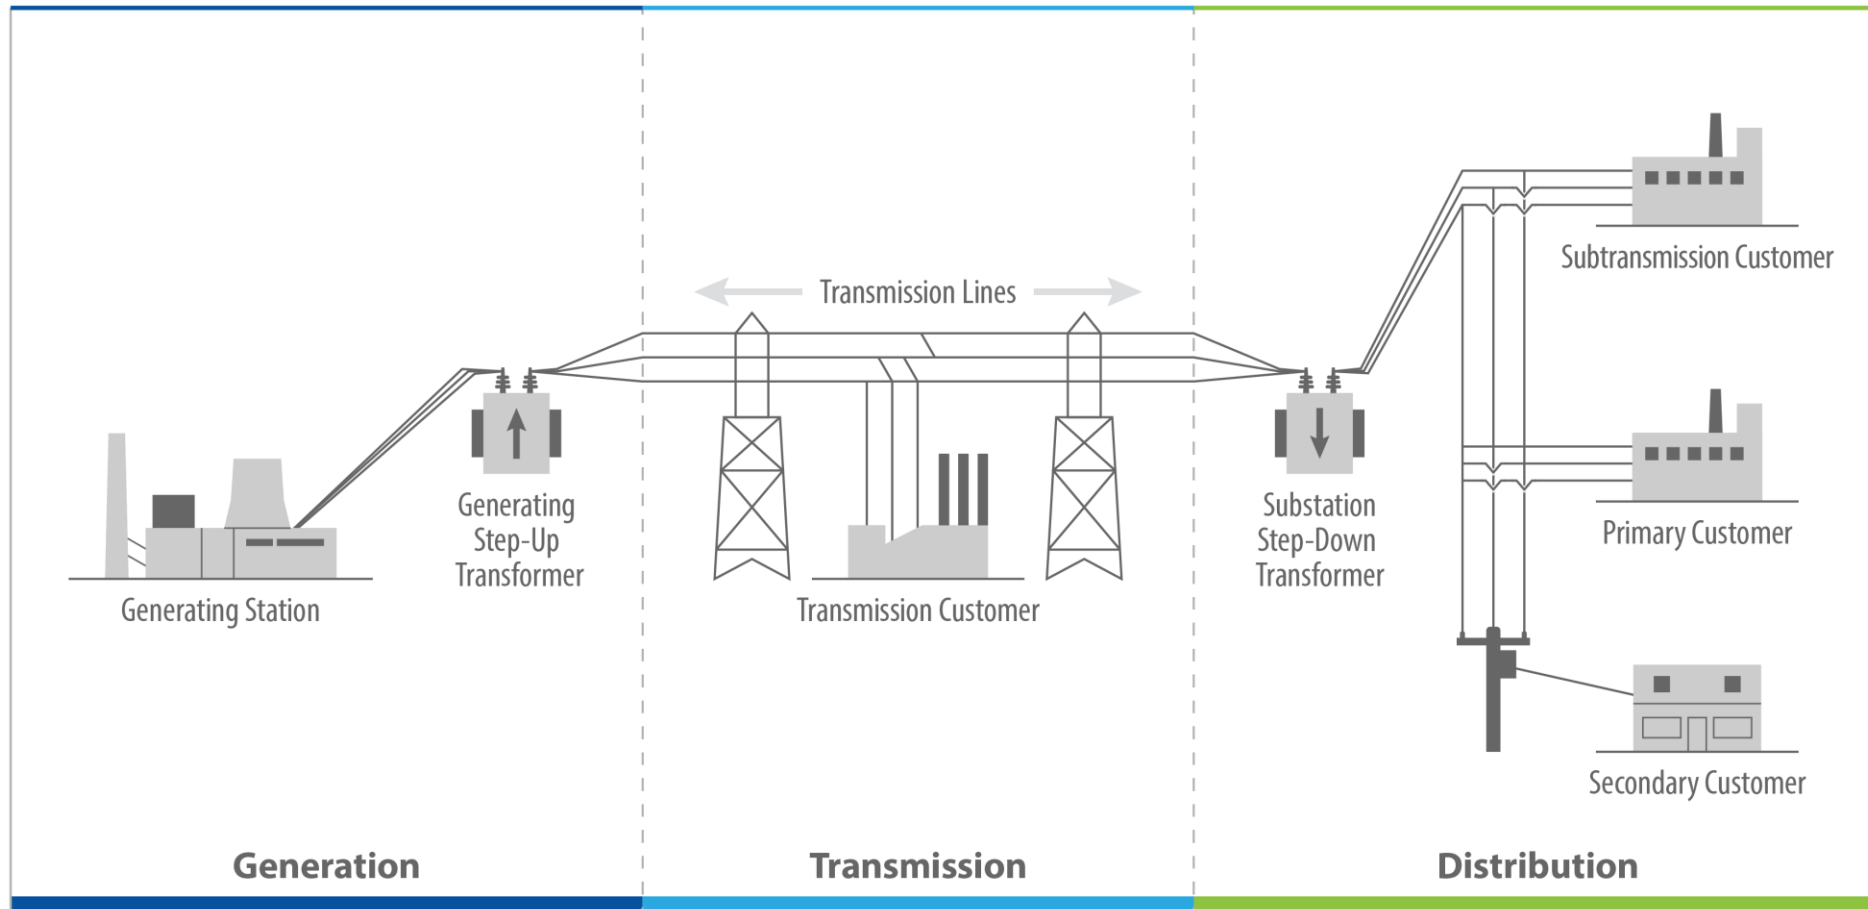 Transmission Lines
Generating
Step-Up
Transformer
Generating Station
Transmission Customer
Substation
Step-Down
Transformer
Subtransmission Customer
Primary Customer
Secondary Customer
Generation
Transmission
Distribution